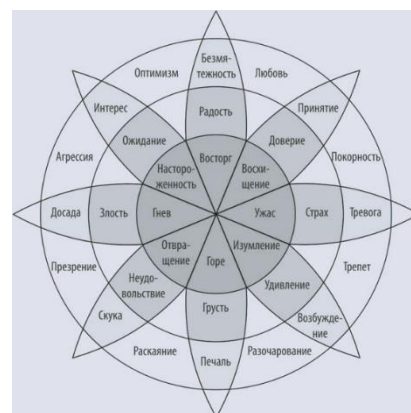 Безмя-
тежность
Оптимизм
Любовь
Интерес
Радость
Принятие
Ожидание
Доверие
Агрессия
Насторо-
женность
Восторг
Восхи-
щение
Покорность
Досада
Злость
Гнев
Ужас
Страх
Тревога
Отвра-
щение
Горе
Изумление
Презрение
Неудо-
вольствие
Удивление
Трепет
Скука
Грусть
Возбужде-
ние
Раскаяние
Печаль
Разочарование